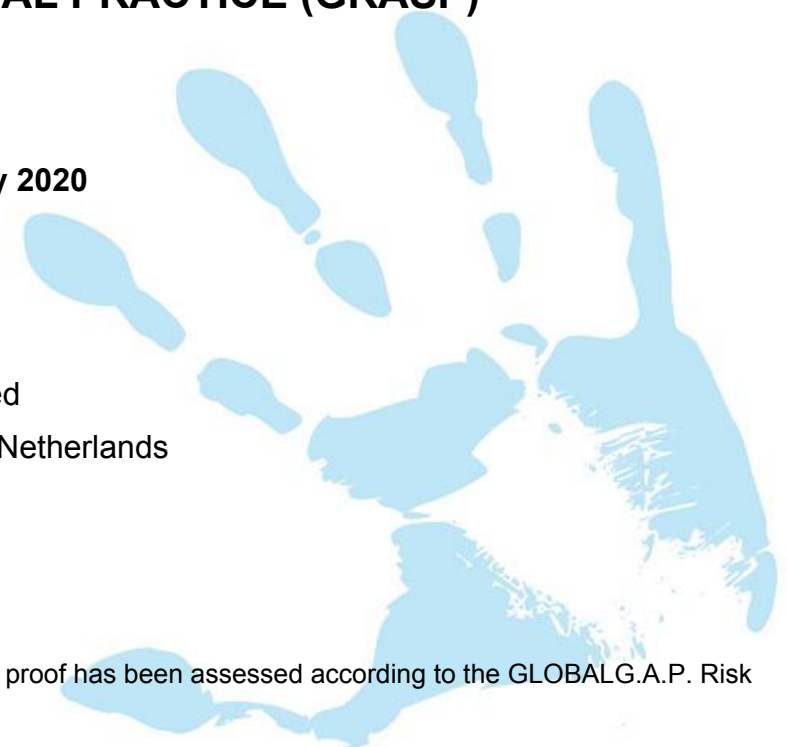 AL PRACTICE (GRASP)
y 2020
ed
Netherlands
proof has been assessed according to the GLOBALG.A.P. Risk